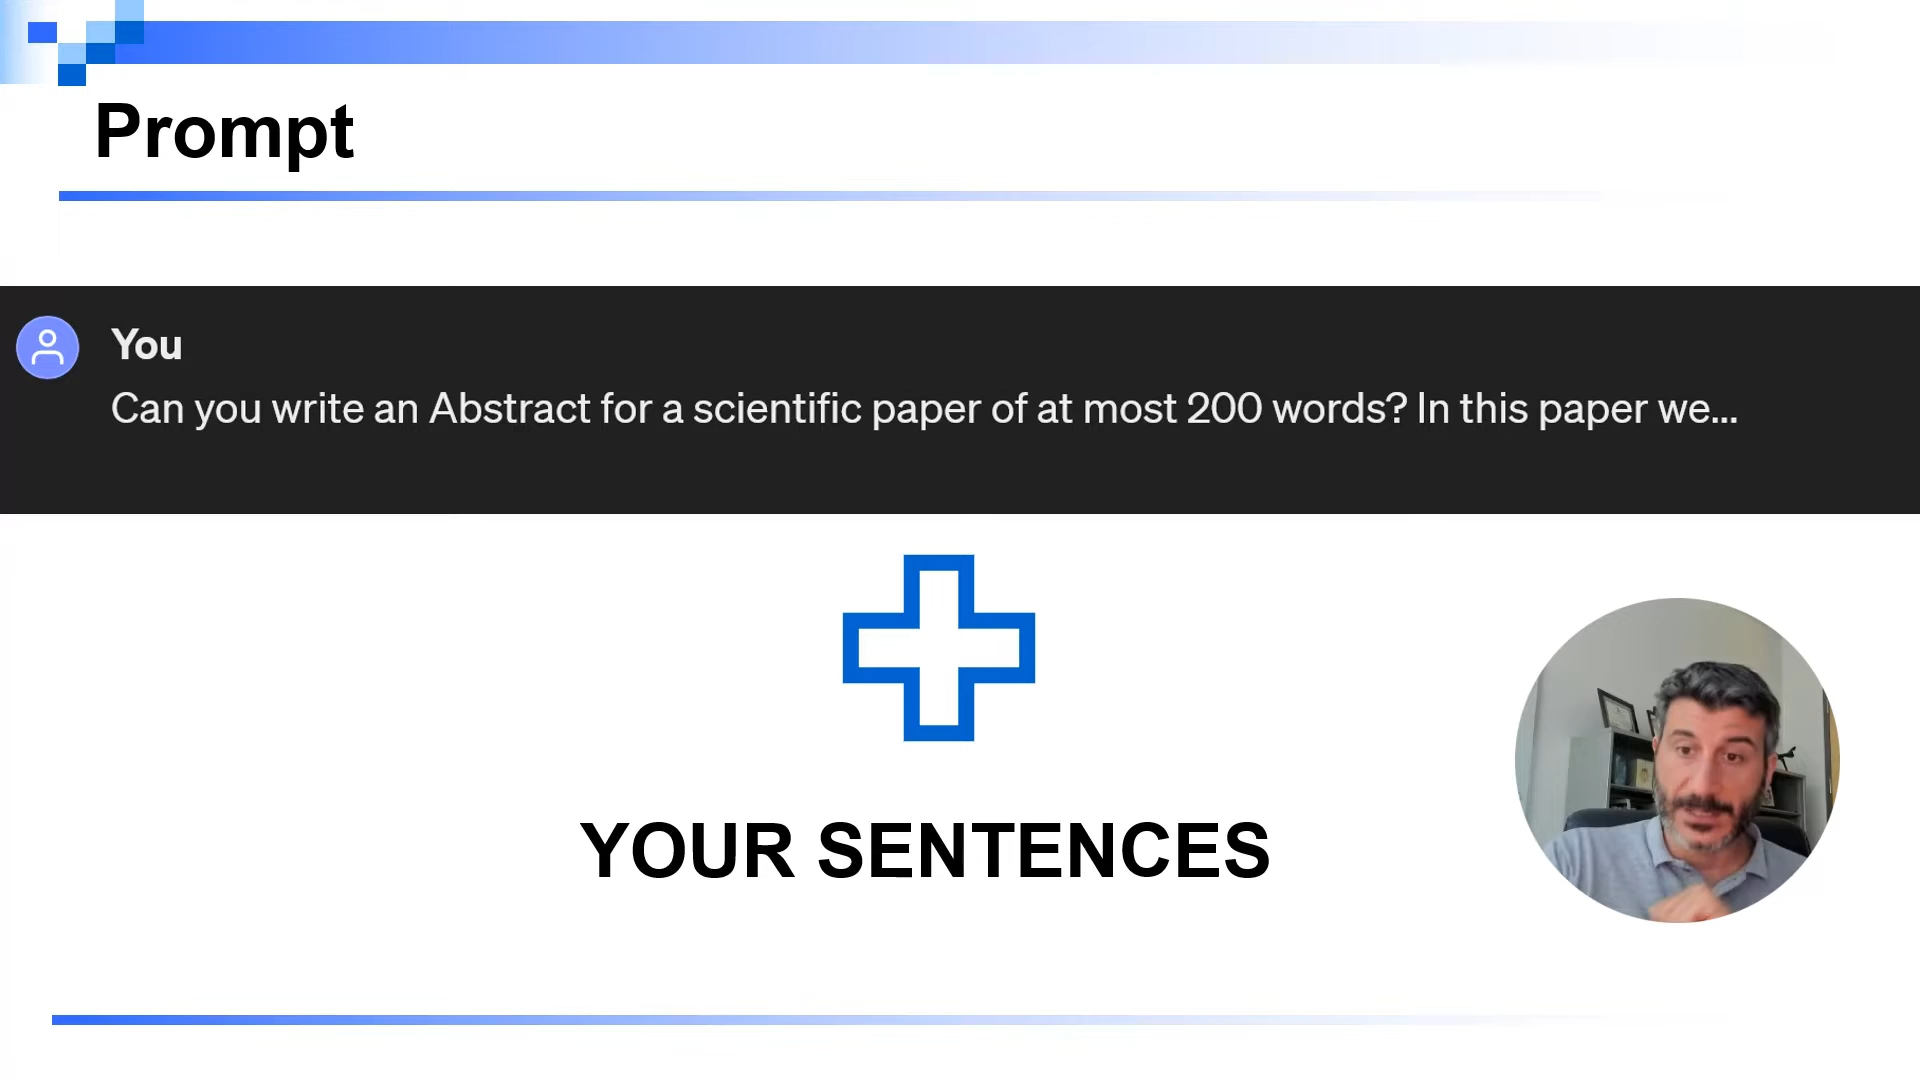 Prompt
You
Can you write an Abstract for a scientific paper of at most 200 words? In this paper we...
YOUR SENTENCES